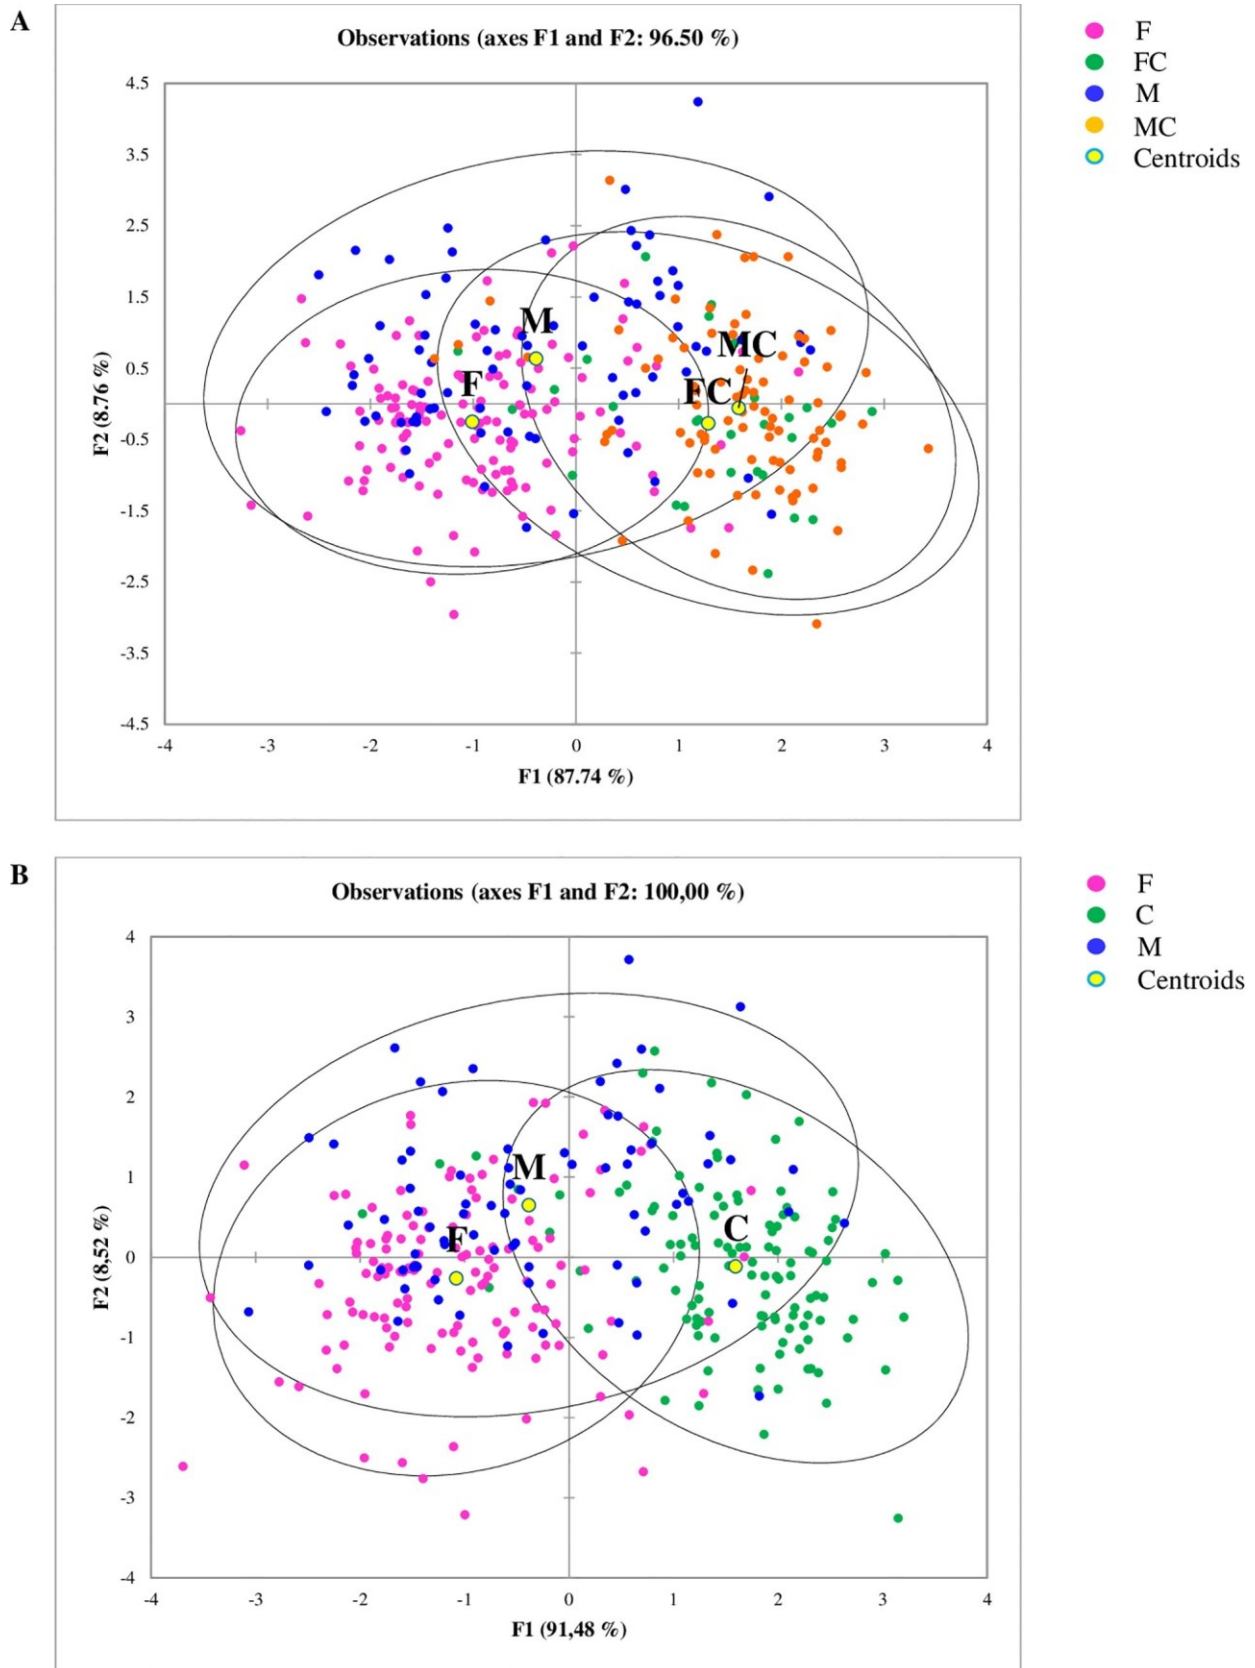 A
Observations (axes F1 and F2: 96.50 %)
F
FC
M
MC
Centroids
4.5
3.5
2.5
1.5
0.5
-0.5
-1.5
-2.5
-3.5
-4.5
F2 (8.76 %)
M
MC
F
FC
-4 -3 -2 -1 0 1 2 3 4
F1 (87.74 %)
B
Observations (axes F1 and F2: 100,00 %)
F
C
M
Centroids
4
3
2
1
0
-1
-2
-3
-4
F2 (8,52 %)
M
F
C
-4 -3 -2 -1 0 1 2 3 4
F1 (91,48 %)